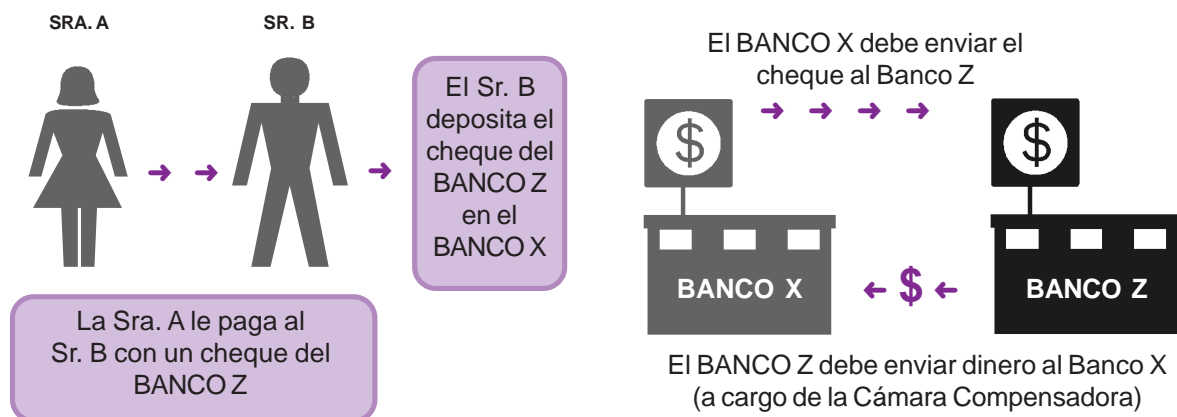 SRA. A
SR. B
El Sr. B
deposita el
cheque del
BANCO Z
en el
BANCO X
La Sra. A le paga al
Sr. B con un cheque del
BANCO Z
El BANCO X debe enviar el
cheque al Banco Z
$
$
BANCO X
$
BANCO Z
El BANCO Z debe enviar dinero al Banco X
(a cargo de la Cámara Compensadora)